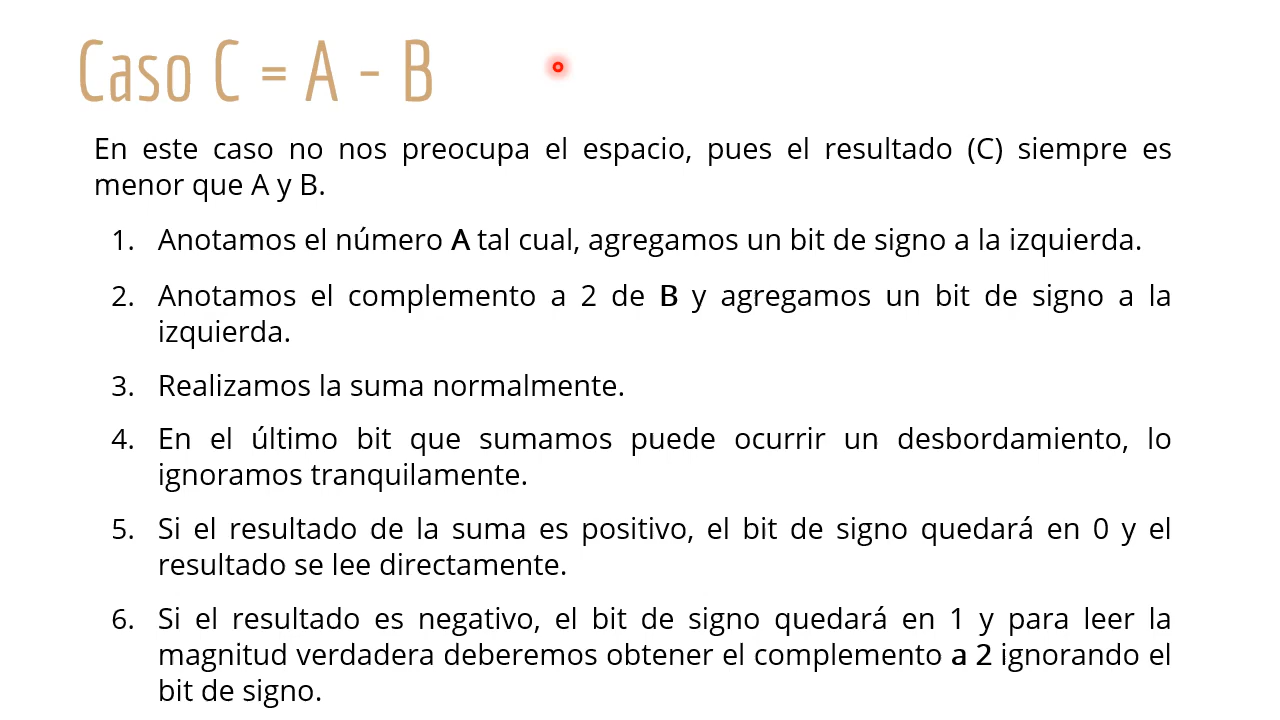 Caso C = A - B
En este caso no nos preocupa el espacio, pues el resultado (C) siempre es
menor que A y B.
1. Anotamos el número A tal cual, agregamos un bit de signo a la izquierda.
2. Anotamos el complemento a 2 de B y agregamos un bit de signo a la
izquierda.
3. Realizamos la suma normalmente.
4. En el último bit que sumamos puede ocurrir un desbordamiento, lo
ignoramos tranquilamente.
5. Si el resultado de la suma es positivo, el bit de signo quedará en 0 y el
resultado se lee directamente.
6. Si el resultado es negativo, el bit de signo quedará en 1 y para leer la
magnitud verdadera deberemos obtener el complemento a 2 ignorando el
bit de signo.